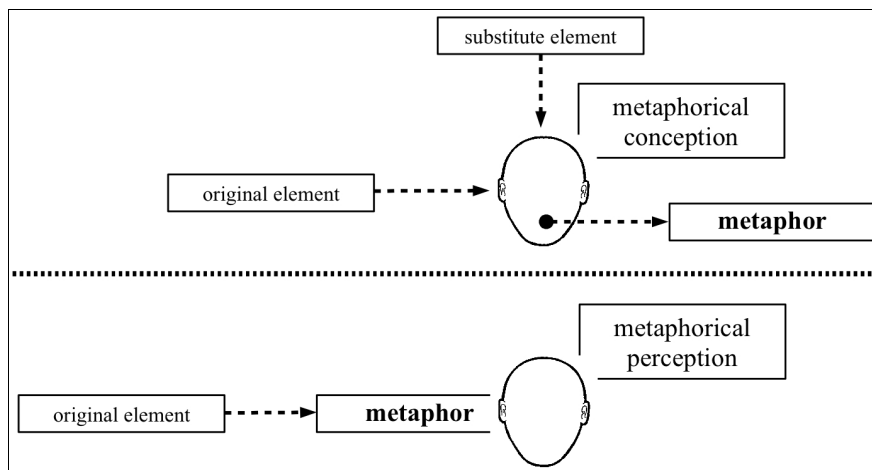 substitute element
metaphorical
conception
original element
metaphor
metaphorical
perception
original element
metaphor